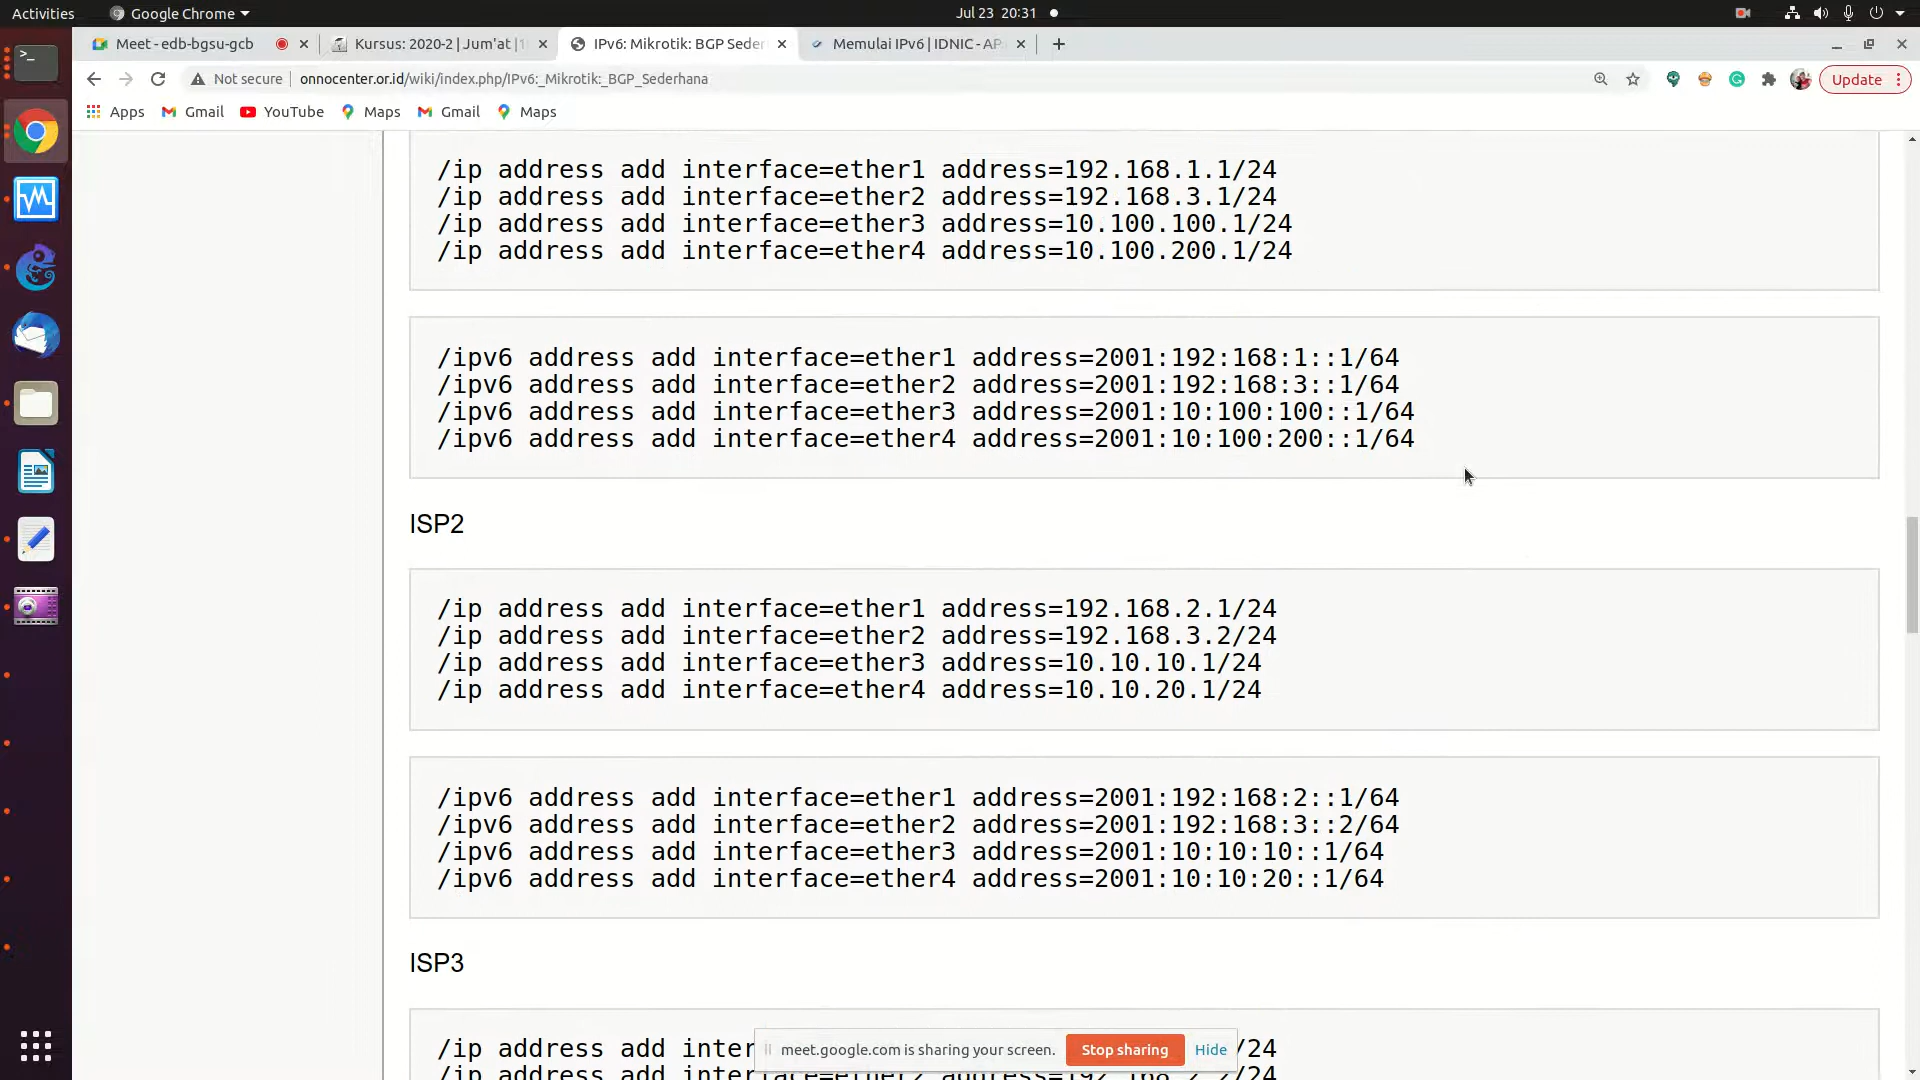 Activities Google Chrome Jul 23 20:31
Meet - edb-bgsu-gcb Kursus: 2020-2 | Jum'at | IPv6: Mikrotik: BGP Seder Memulai IPv6 | IDNIC - AP
Not secure onnocenter.or.id/wiki/index.php/IPv6:_Mikrotik:_BGP_Sederhana Update
Apps Gmail YouTube Maps Gmail Maps
/ip address add interface=ether1 address=192.168.1.1/24
/ip address add interface=ether2 address=192.168.3.1/24
/ip address add interface=ether3 address=10.100.100.1/24
/ip address add interface=ether4 address=10.100.200.1/24
/ipv6 address add interface=ether1 address=2001:192:168:1::1/64
/ipv6 address add interface=ether2 address=2001:192:168:3::1/64
/ipv6 address add interface=ether3 address=2001:10:100:100::1/64
/ipv6 address add interface=ether4 address=2001:10:100:200::1/64
ISP2
/ip address add interface=ether1 address=192.168.2.1/24
/ip address add interface=ether2 address=192.168.3.2/24
/ip address add interface=ether3 address=10.10.10.1/24
/ip address add interface=ether4 address=10.10.20.1/24
/ipv6 address add interface=ether1 address=2001:192:168:2::1/64
/ipv6 address add interface=ether2 address=2001:192:168:3::2/64
/ipv6 address add interface=ether3 address=2001:10:10:10::1/64
/ipv6 address add interface=ether4 address=2001:10:10:20::1/64
ISP3
/ip address add inter /24
meet.google.com is sharing your screen. Stop sharing Hide
/ip address add